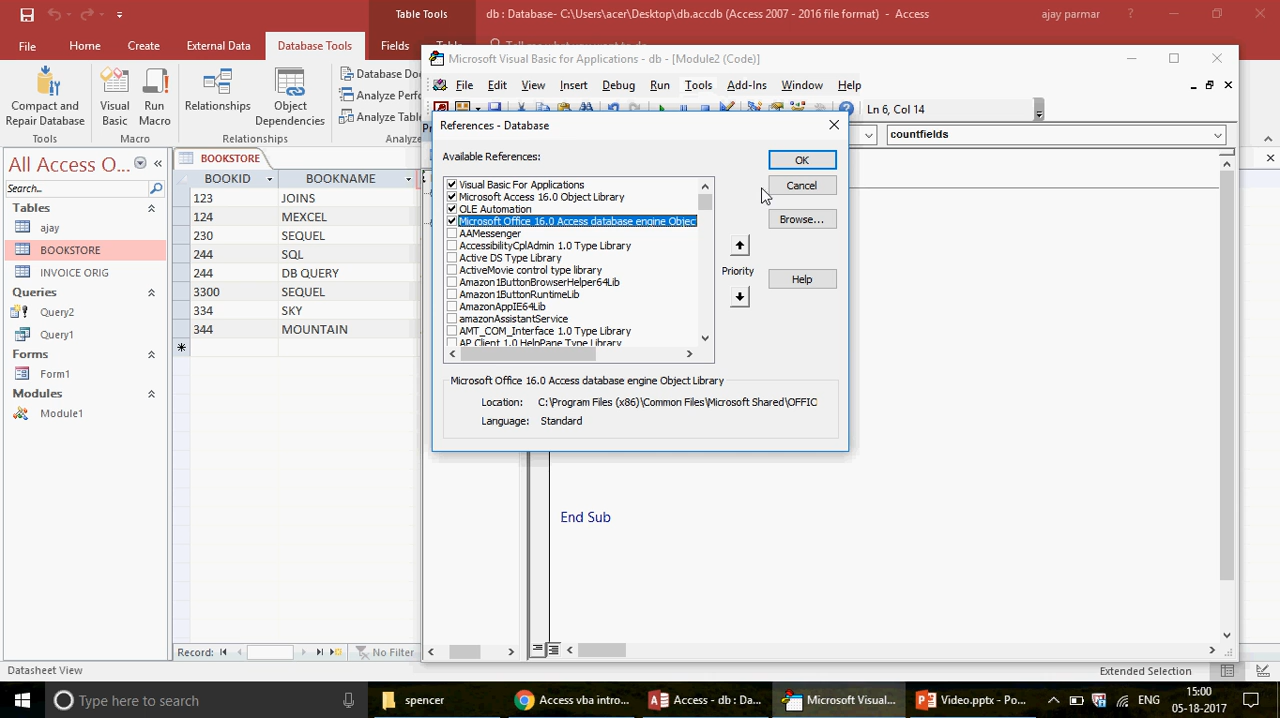 Table Tools
db : Database- C:\Users\acer\Desktop\db.accdb (Access 2007 - 2016 file format) - Access
ajay parmar
?
File
Home
Create
External Data
Database Tools
Fields
Compact and
Repair Database
Tools
Visual
Basic
Run
Macro
Macro
Relationships
Object
Dependencies
Relationships
Database Do
Analyze Perf
Analyze Table
Analyze
Microsoft Visual Basic for Applications - db - [Module2 (Code)]
File Edit View Insert Debug Run Tools Add-Ins Window Help
Ln 6, Col 14
countfields
All Access O...
Search...
Tables
ajay
BOOKSTORE
INVOICE ORIG
Queries
Query2
Query1
Forms
Form1
Modules
Module1
BOOKSTORE
BOOKID BOOKNAME
123 JOINS
124 MEXCEL
230 SEQUEL
244 SQL
244 DB QUERY
3300 SEQUEL
334 SKY
344 MOUNTAIN
References - Database
Available References:
Visual Basic For Applications
Microsoft Access 16.0 Object Library
OLE Automation
Microsoft Office 16.0 Access database engine Objec
AAMessenger
AccessibilityCplAdmin 1.0 Type Library
Active DS Type Library
ActiveMovie control type library
Amazon1ButtonBrowserHelper64Lib
Amazon1ButtonRuntimeLib
AmazonAppIE64Lib
amazonAssistantService
AMT_COM_Interface 1.0 Type Library
AP Client 1.0 HelpPane Type Library
OK
Cancel
Browse...
Priority
Help
Microsoft Office 16.0 Access database engine Object Library
Location: C:\Program Files (x86)\Common Files\Microsoft Shared\OFFIC
Language: Standard
End Sub
Record:
No Filter
Datasheet View
Extended Selection
Type here to search
spencer
Access vba intro...
Access - db : Da...
Microsoft Visual...
Video.pptx - Po...
ENG
15:00
05-18-2017